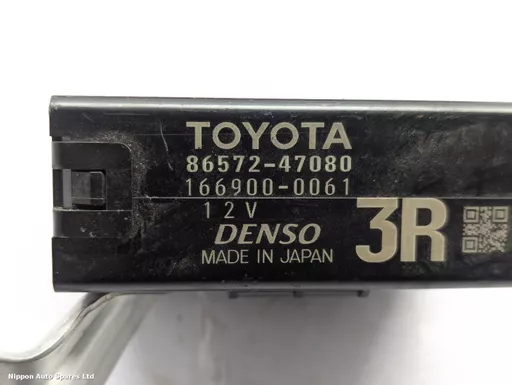 TOYOTA
86572-47080
166900-0061
12V
DENSO
MADE IN JAPAN
3R
Nippon Auto Spares Ltd